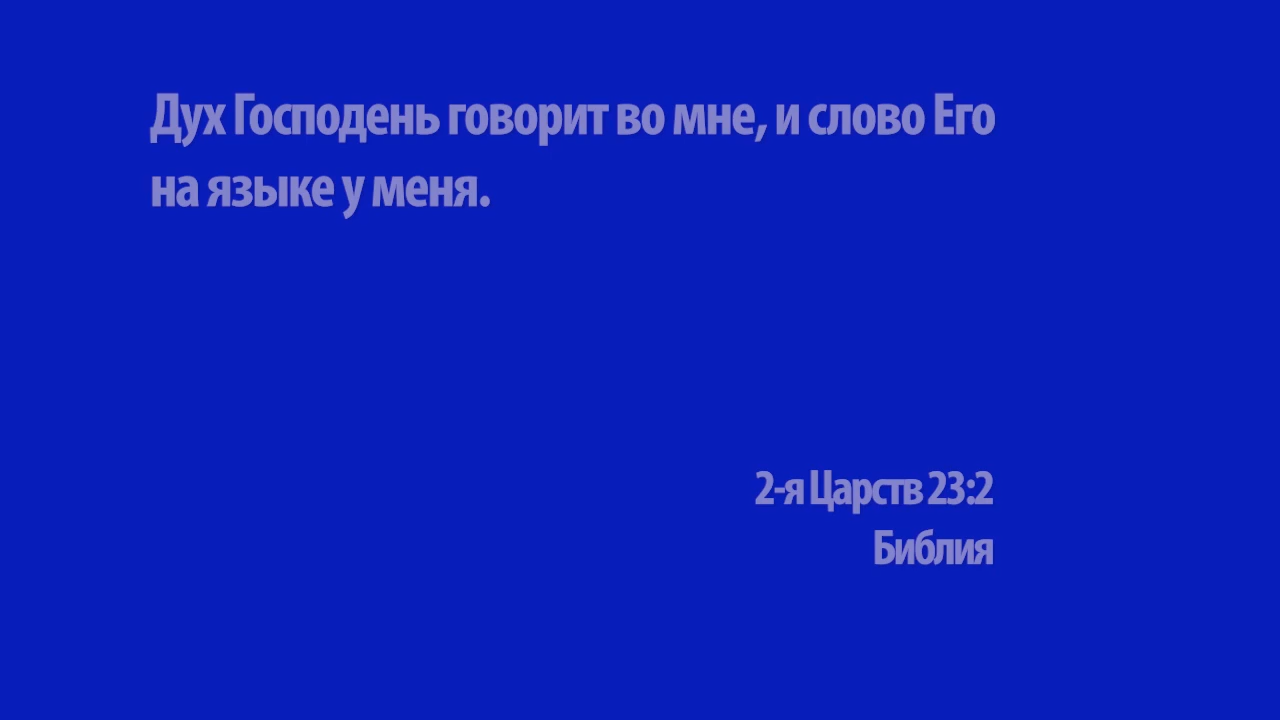 Дух Господень говорит во мне, и слово Его
на языке у меня.
2-я Царств 23:2
Библия